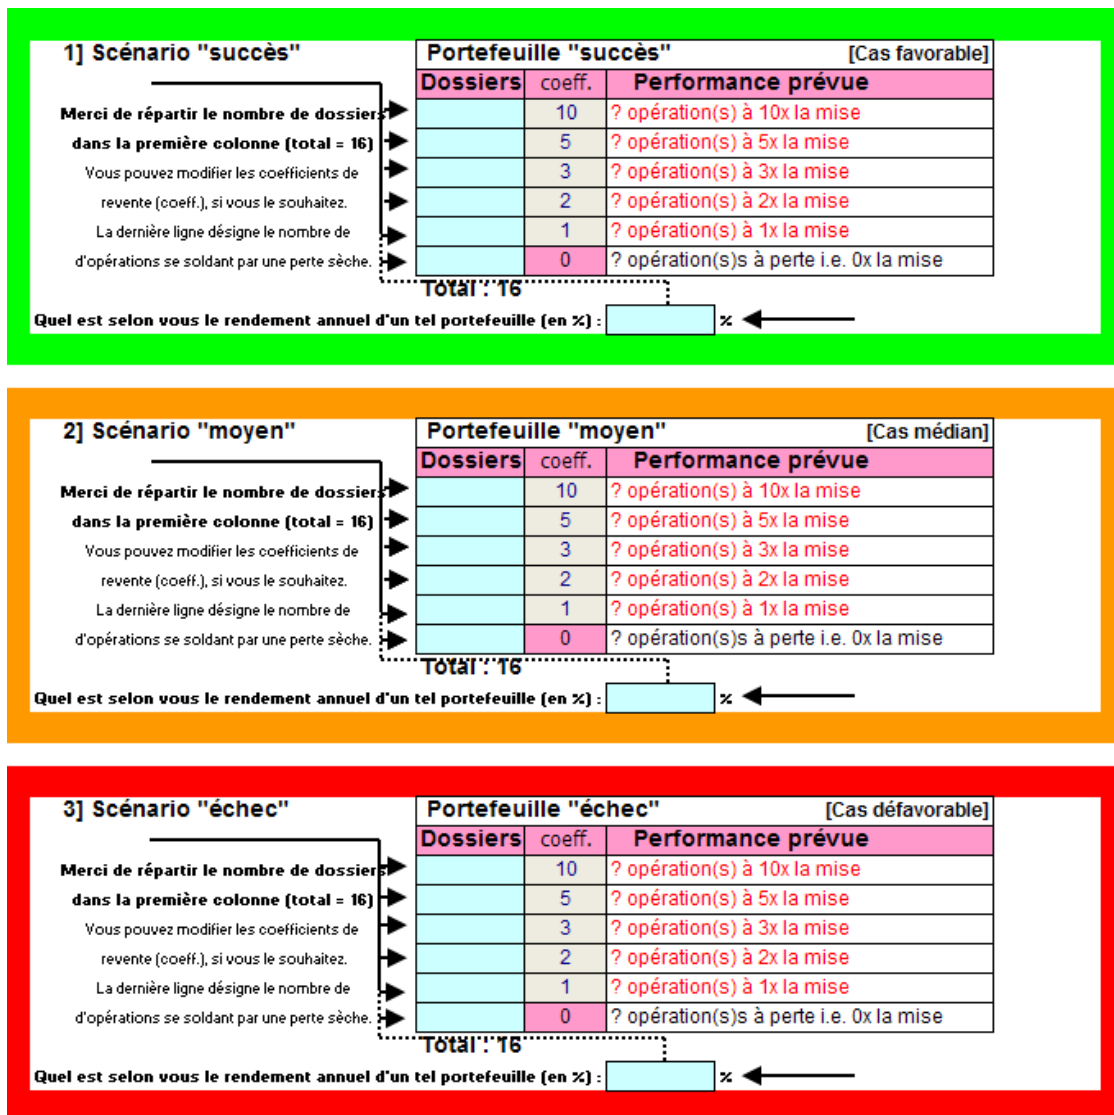 1] Scénario "succès" Portefeuille "succès" [Cas favorable]
Dossiers coeff. Performance prévue
Merci de répartir le nombre de dossiers 10 ? opération(s) à 10x la mise
dans la première colonne (total = 16) 5 ? opération(s) à 5x la mise
Vous pouvez modifier les coefficients de 3 ? opération(s) à 3x la mise
revente (coeff.), si vous le souhaitez. 2 ? opération(s) à 2x la mise
La dernière ligne désigne le nombre de 1 ? opération(s) à 1x la mise
d'opérations se soldant par une perte sèche. 0 ? opération(s)s à perte i.e. 0x la mise
Total : 16
Quel est selon vous le rendement annuel d'un tel portefeuille (en %) : %
2] Scénario "moyen" Portefeuille "moyen" [Cas médian]
Dossiers coeff. Performance prévue
Merci de répartir le nombre de dossiers 10 ? opération(s) à 10x la mise
dans la première colonne (total = 16) 5 ? opération(s) à 5x la mise
Vous pouvez modifier les coefficients de 3 ? opération(s) à 3x la mise
revente (coeff.), si vous le souhaitez. 2 ? opération(s) à 2x la mise
La dernière ligne désigne le nombre de 1 ? opération(s) à 1x la mise
d'opérations se soldant par une perte sèche. 0 ? opération(s)s à perte i.e. 0x la mise
Total : 16
Quel est selon vous le rendement annuel d'un tel portefeuille (en %) : %
3] Scénario "échec" Portefeuille "échec" [Cas défavorable]
Dossiers coeff. Performance prévue
Merci de répartir le nombre de dossiers 10 ? opération(s) à 10x la mise
dans la première colonne (total = 16) 5 ? opération(s) à 5x la mise
Vous pouvez modifier les coefficients de 3 ? opération(s) à 3x la mise
revente (coeff.), si vous le souhaitez. 2 ? opération(s) à 2x la mise
La dernière ligne désigne le nombre de 1 ? opération(s) à 1x la mise
d'opérations se soldant par une perte sèche. 0 ? opération(s)s à perte i.e. 0x la mise
Total : 16
Quel est selon vous le rendement annuel d'un tel portefeuille (en %) : %